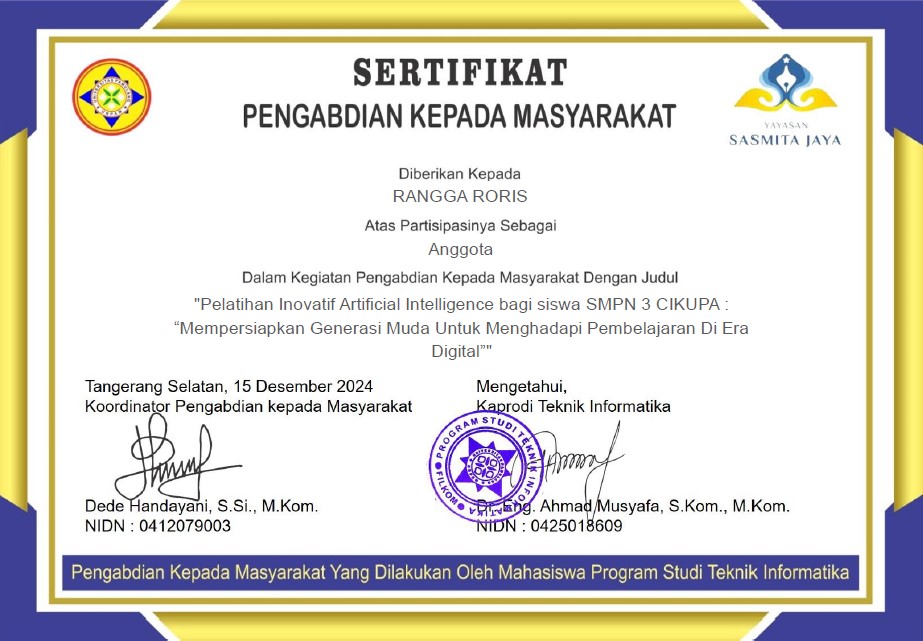 SERTIFIKAT
PENGABDIAN KEPADA MASYARAKAT
YAYASAN
SASMITA JAYA
Diberikan Kepada
RANGGA RORIS
Atas Partisipasinya Sebagai
Anggota
Dalam Kegiatan Pengabdian Kepada Masyarakat Dengan Judul
"Pelatihan Inovatif Artificial Intelligence bagi siswa SMPN 3 CIKUPA :
“Mempersiapkan Generasi Muda Untuk Menghadapi Pembelajaran Di Era
Digital”"
Tangerang Selatan, 15 Desember 2024
Koordinator Pengabdian kepada Masyarakat
Dede Handayani, S.Si., M.Kom.
NIDN : 0412079003
Mengetahui,
Kaprodi Teknik Informatika
PROGRAM STUDI TEKNIK INFORMATIKA
FILKOM
Dr. Eng. Ahmad Musyafa, S.Kom., M.Kom.
NIDN : 0425018609
Pengabdian Kepada Masyarakat Yang Dilakukan Oleh Mahasiswa Program Studi Teknik Informatika